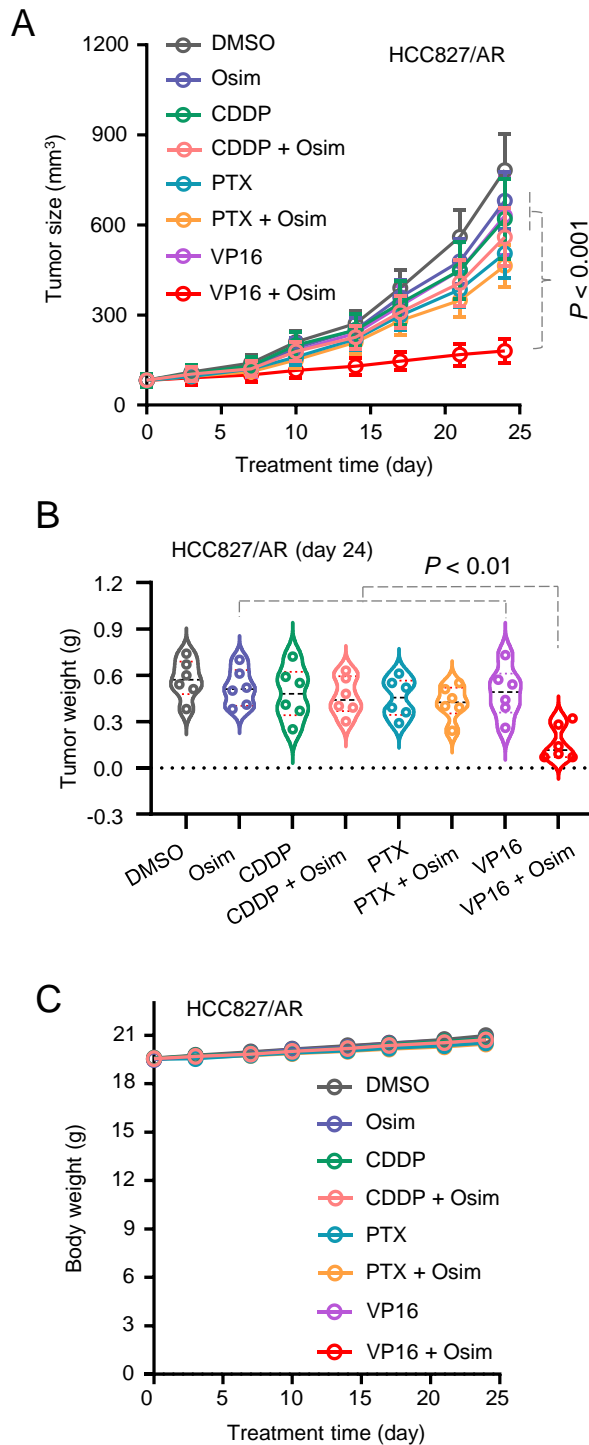 A
HCC827/AR
Tumor size (mm³)
1200
900
600
300
0
DMSO
Osim
CDDP
CDDP + Osim
PTX
PTX + Osim
VP16
VP16 + Osim
P < 0.001
0 5 10 15 20 25
Treatment time (day)
B
HCC827/AR (day 24)
P < 0.01
Tumor weight (g)
1.2
0.9
0.6
0.3
0.0
-0.3
DMSO
Osim
CDDP
CDDP + Osim
PTX
PTX + Osim
VP16
VP16 + Osim
C
HCC827/AR
Body weight (g)
21
18
15
12
9
6
3
0
DMSO
Osim
CDDP
CDDP + Osim
PTX
PTX + Osim
VP16
VP16 + Osim
0 5 10 15 20 25
Treatment time (day)